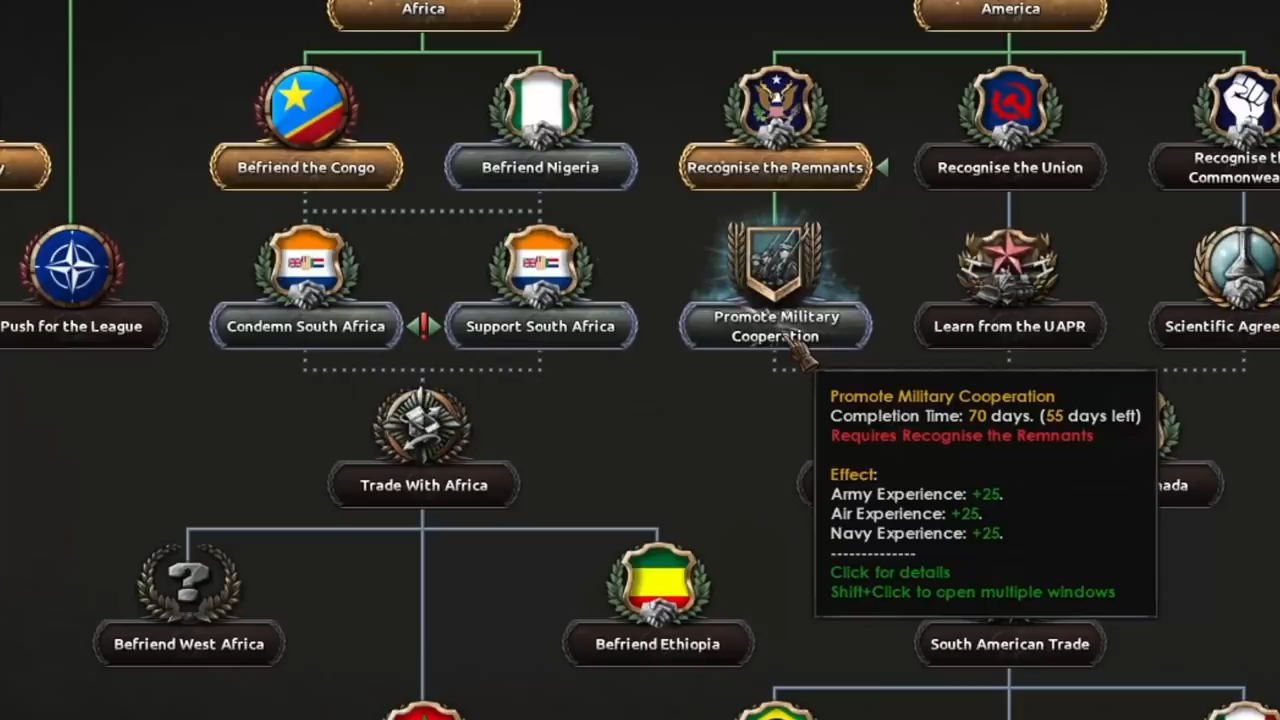 Africa
America
Befriend the Congo
Befriend Nigeria
Recognise the Remnants
Recognise the Union
Recognise
Push for the League
Condemn South Africa
Support South Africa
Promote Military
Cooperation
Learn from the UAPR
Scientific
Promote Military Cooperation
Completion Time: 70 days. (55 days left)
Requires Recognise the Remnants
Effect:
Army Experience: +25.
Air Experience: +25.
Navy Experience: +25.
--------------
Click for details
Shift+Click to open multiple windows
Trade With Africa
Befriend West Africa
Befriend Ethiopia
South American Trade